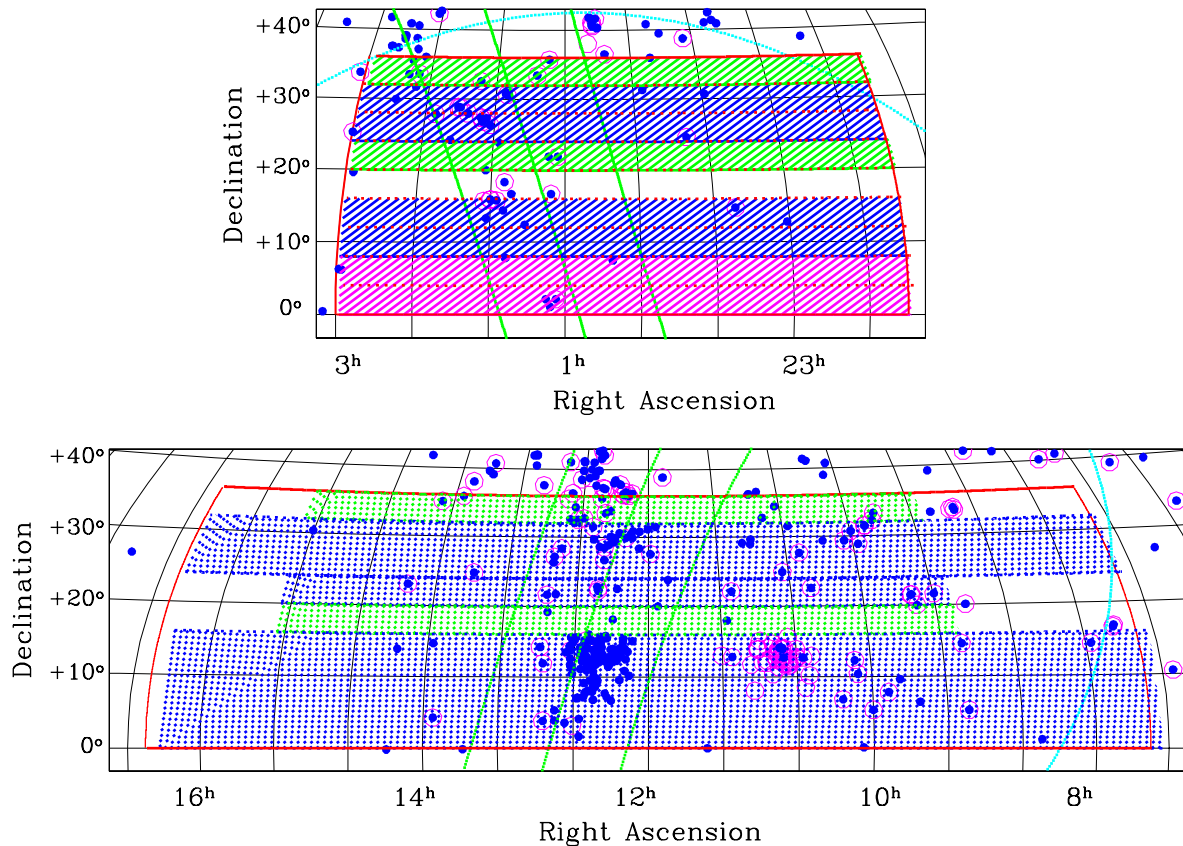 +40°
+30°
+20°
+10°
0°
Declination
3ʰ 1ʰ 23ʰ
Right Ascension
+40°
+30°
+20°
+10°
0°
Declination
16ʰ 14ʰ 12ʰ 10ʰ 8ʰ
Right Ascension